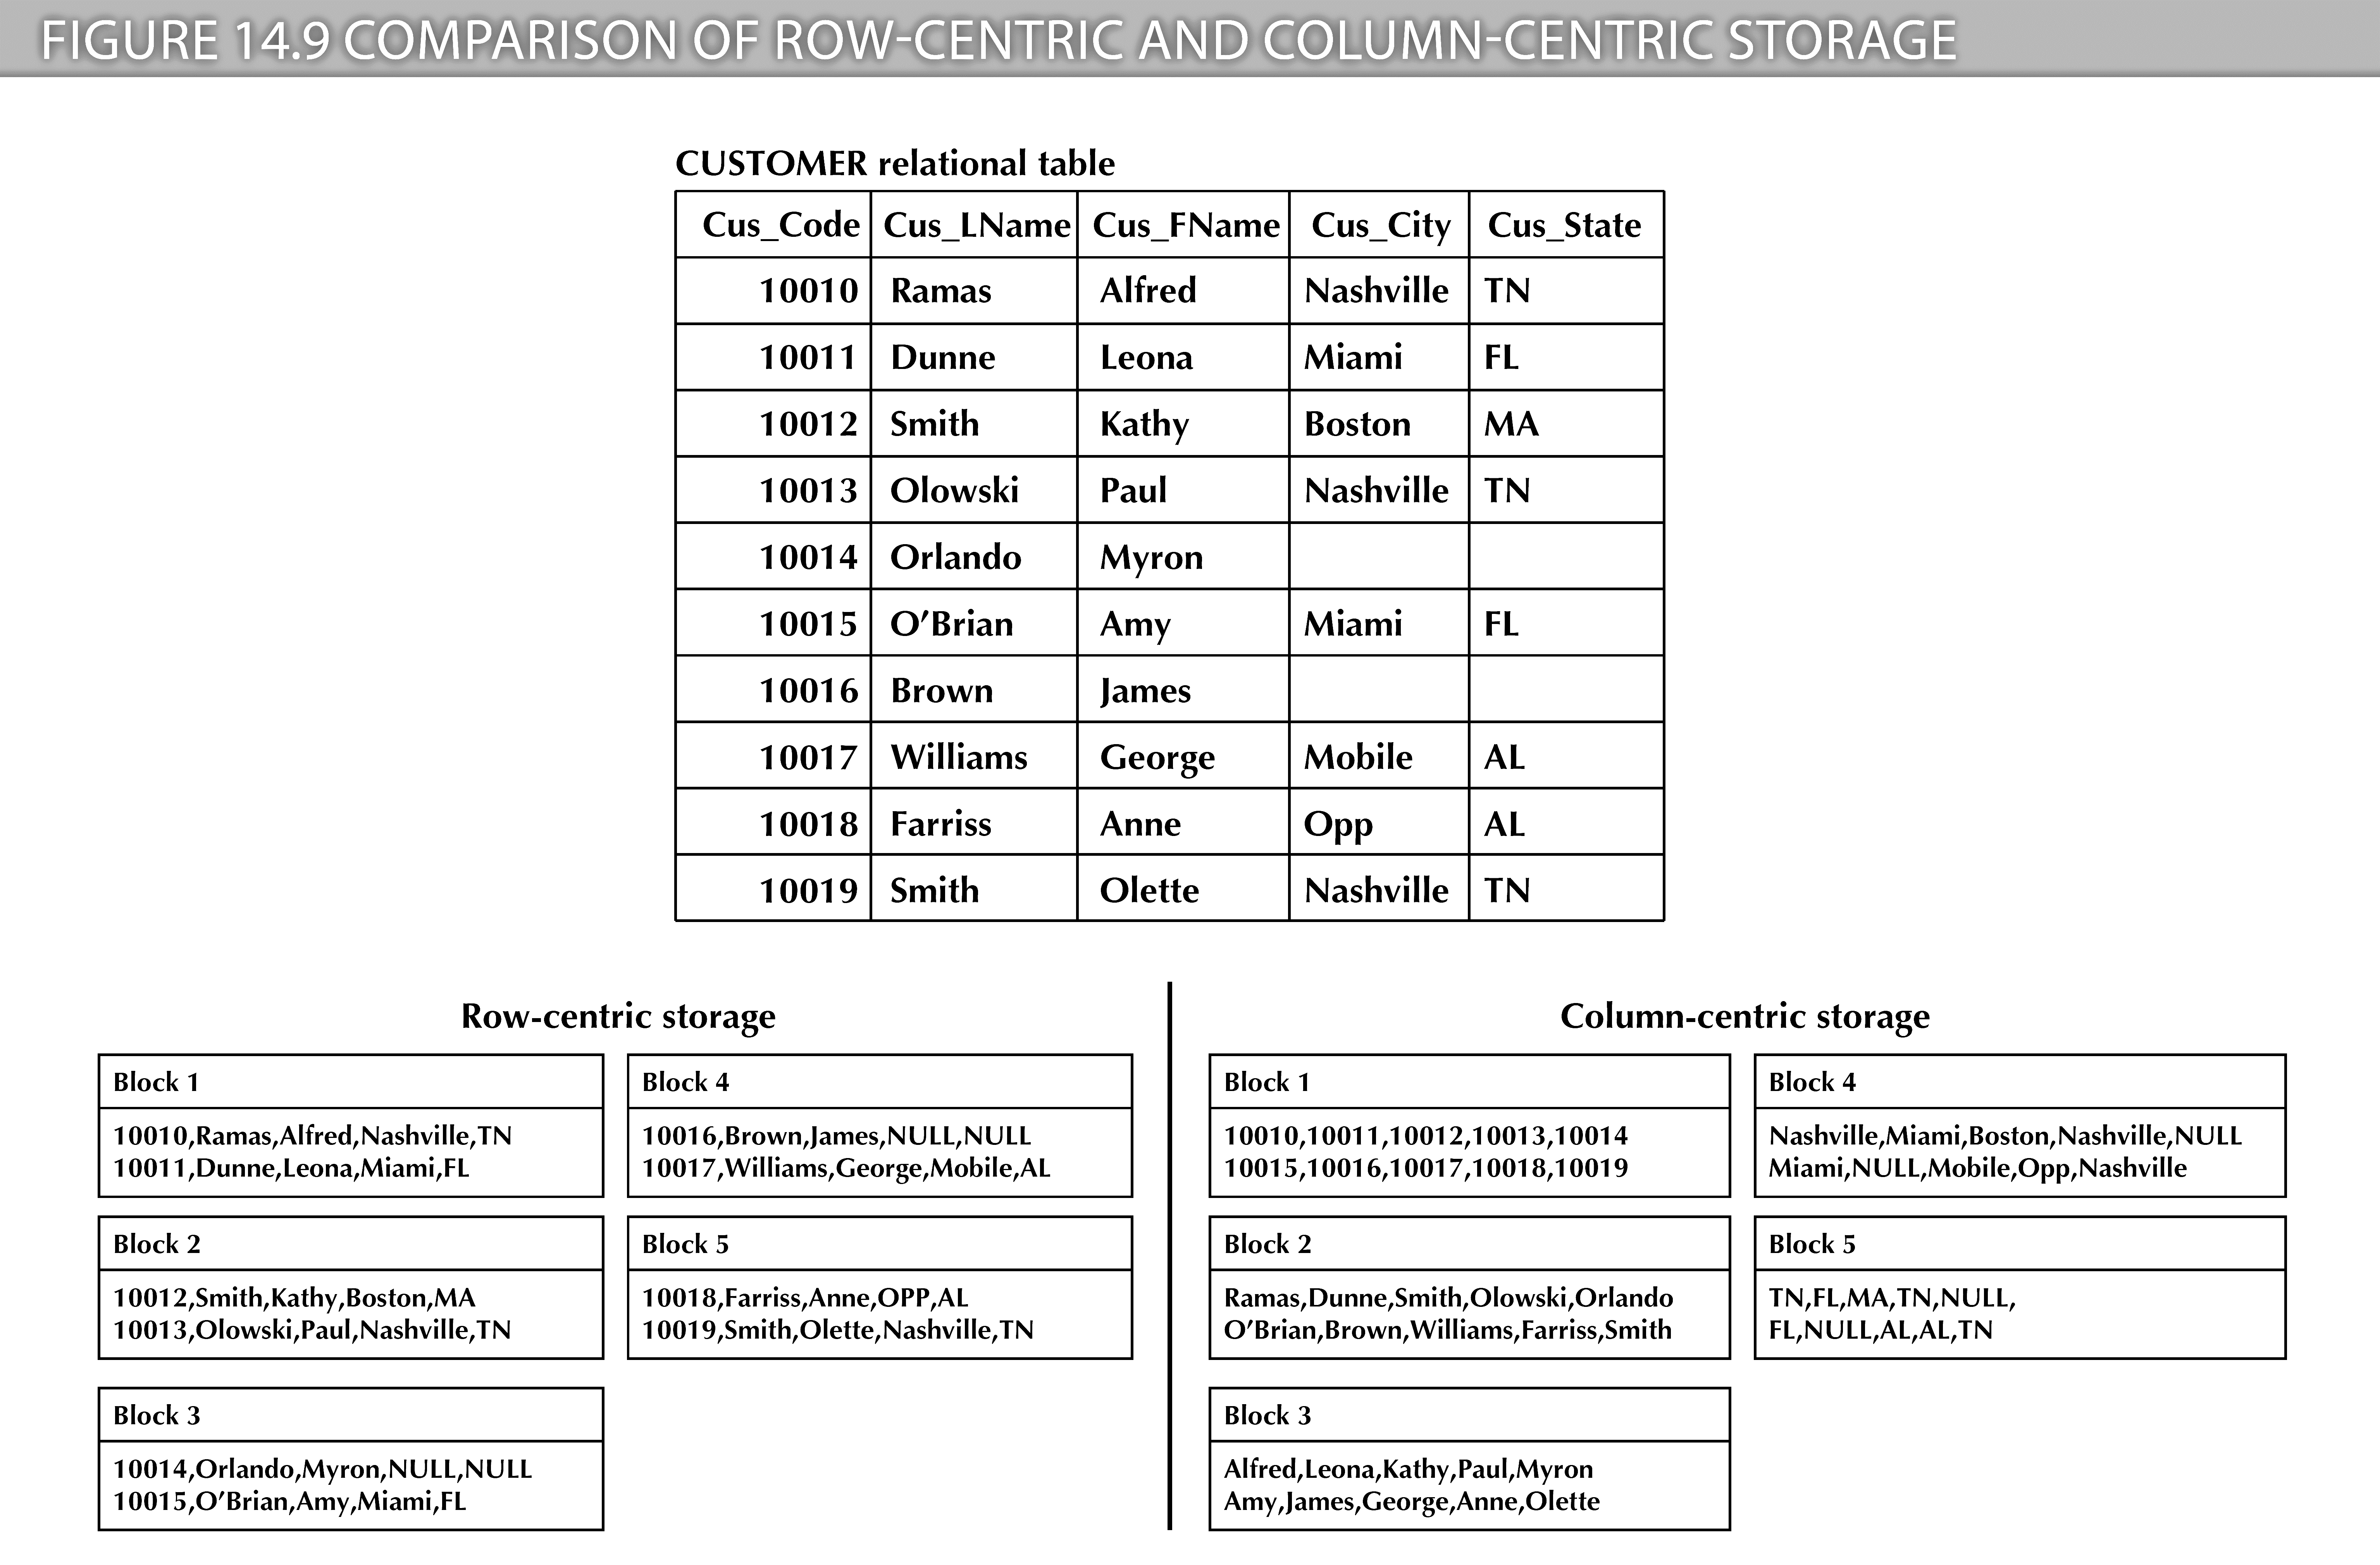 FIGURE 14.9 COMPARISON OF ROW-CENTRIC AND COLUMN-CENTRIC STORAGE
CUSTOMER relational table
Cus_Code Cus_LName Cus_FName Cus_City Cus_State
10010 Ramas Alfred Nashville TN
10011 Dunne Leona Miami FL
10012 Smith Kathy Boston MA
10013 Olowski Paul Nashville TN
10014 Orlando Myron
10015 O’Brian Amy Miami FL
10016 Brown James
10017 Williams George Mobile AL
10018 Farriss Anne Opp AL
10019 Smith Olette Nashville TN
Row-centric storage
Block 1
10010,Ramas,Alfred,Nashville,TN
10011,Dunne,Leona,Miami,FL
Block 2
10012,Smith,Kathy,Boston,MA
10013,Olowski,Paul,Nashville,TN
Block 3
10014,Orlando,Myron,NULL,NULL
10015,O’Brian,Amy,Miami,FL
Block 4
10016,Brown,James,NULL,NULL
10017,Williams,George,Mobile,AL
Block 5
10018,Farriss,Anne,OPP,AL
10019,Smith,Olette,Nashville,TN
Column-centric storage
Block 1
10010,10011,10012,10013,10014
10015,10016,10017,10018,10019
Block 2
Ramas,Dunne,Smith,Olowski,Orlando
O’Brian,Brown,Williams,Farriss,Smith
Block 3
Alfred,Leona,Kathy,Paul,Myron
Amy,James,George,Anne,Olette
Block 4
Nashville,Miami,Boston,Nashville,NULL
Miami,NULL,Mobile,Opp,Nashville
Block 5
TN,FL,MA,TN,NULL,
FL,NULL,AL,AL,TN